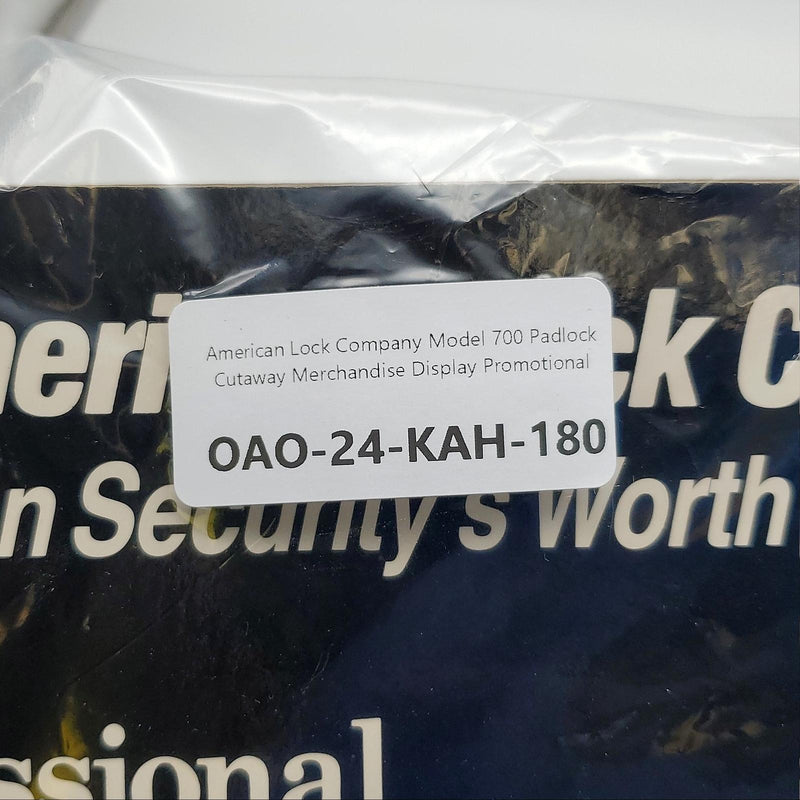 American Lock Company Model 700 Padlock
Cutaway Merchandise Display Promotional
OAO-24-KAH-180
eri ck C
n Security's Worth
ssional